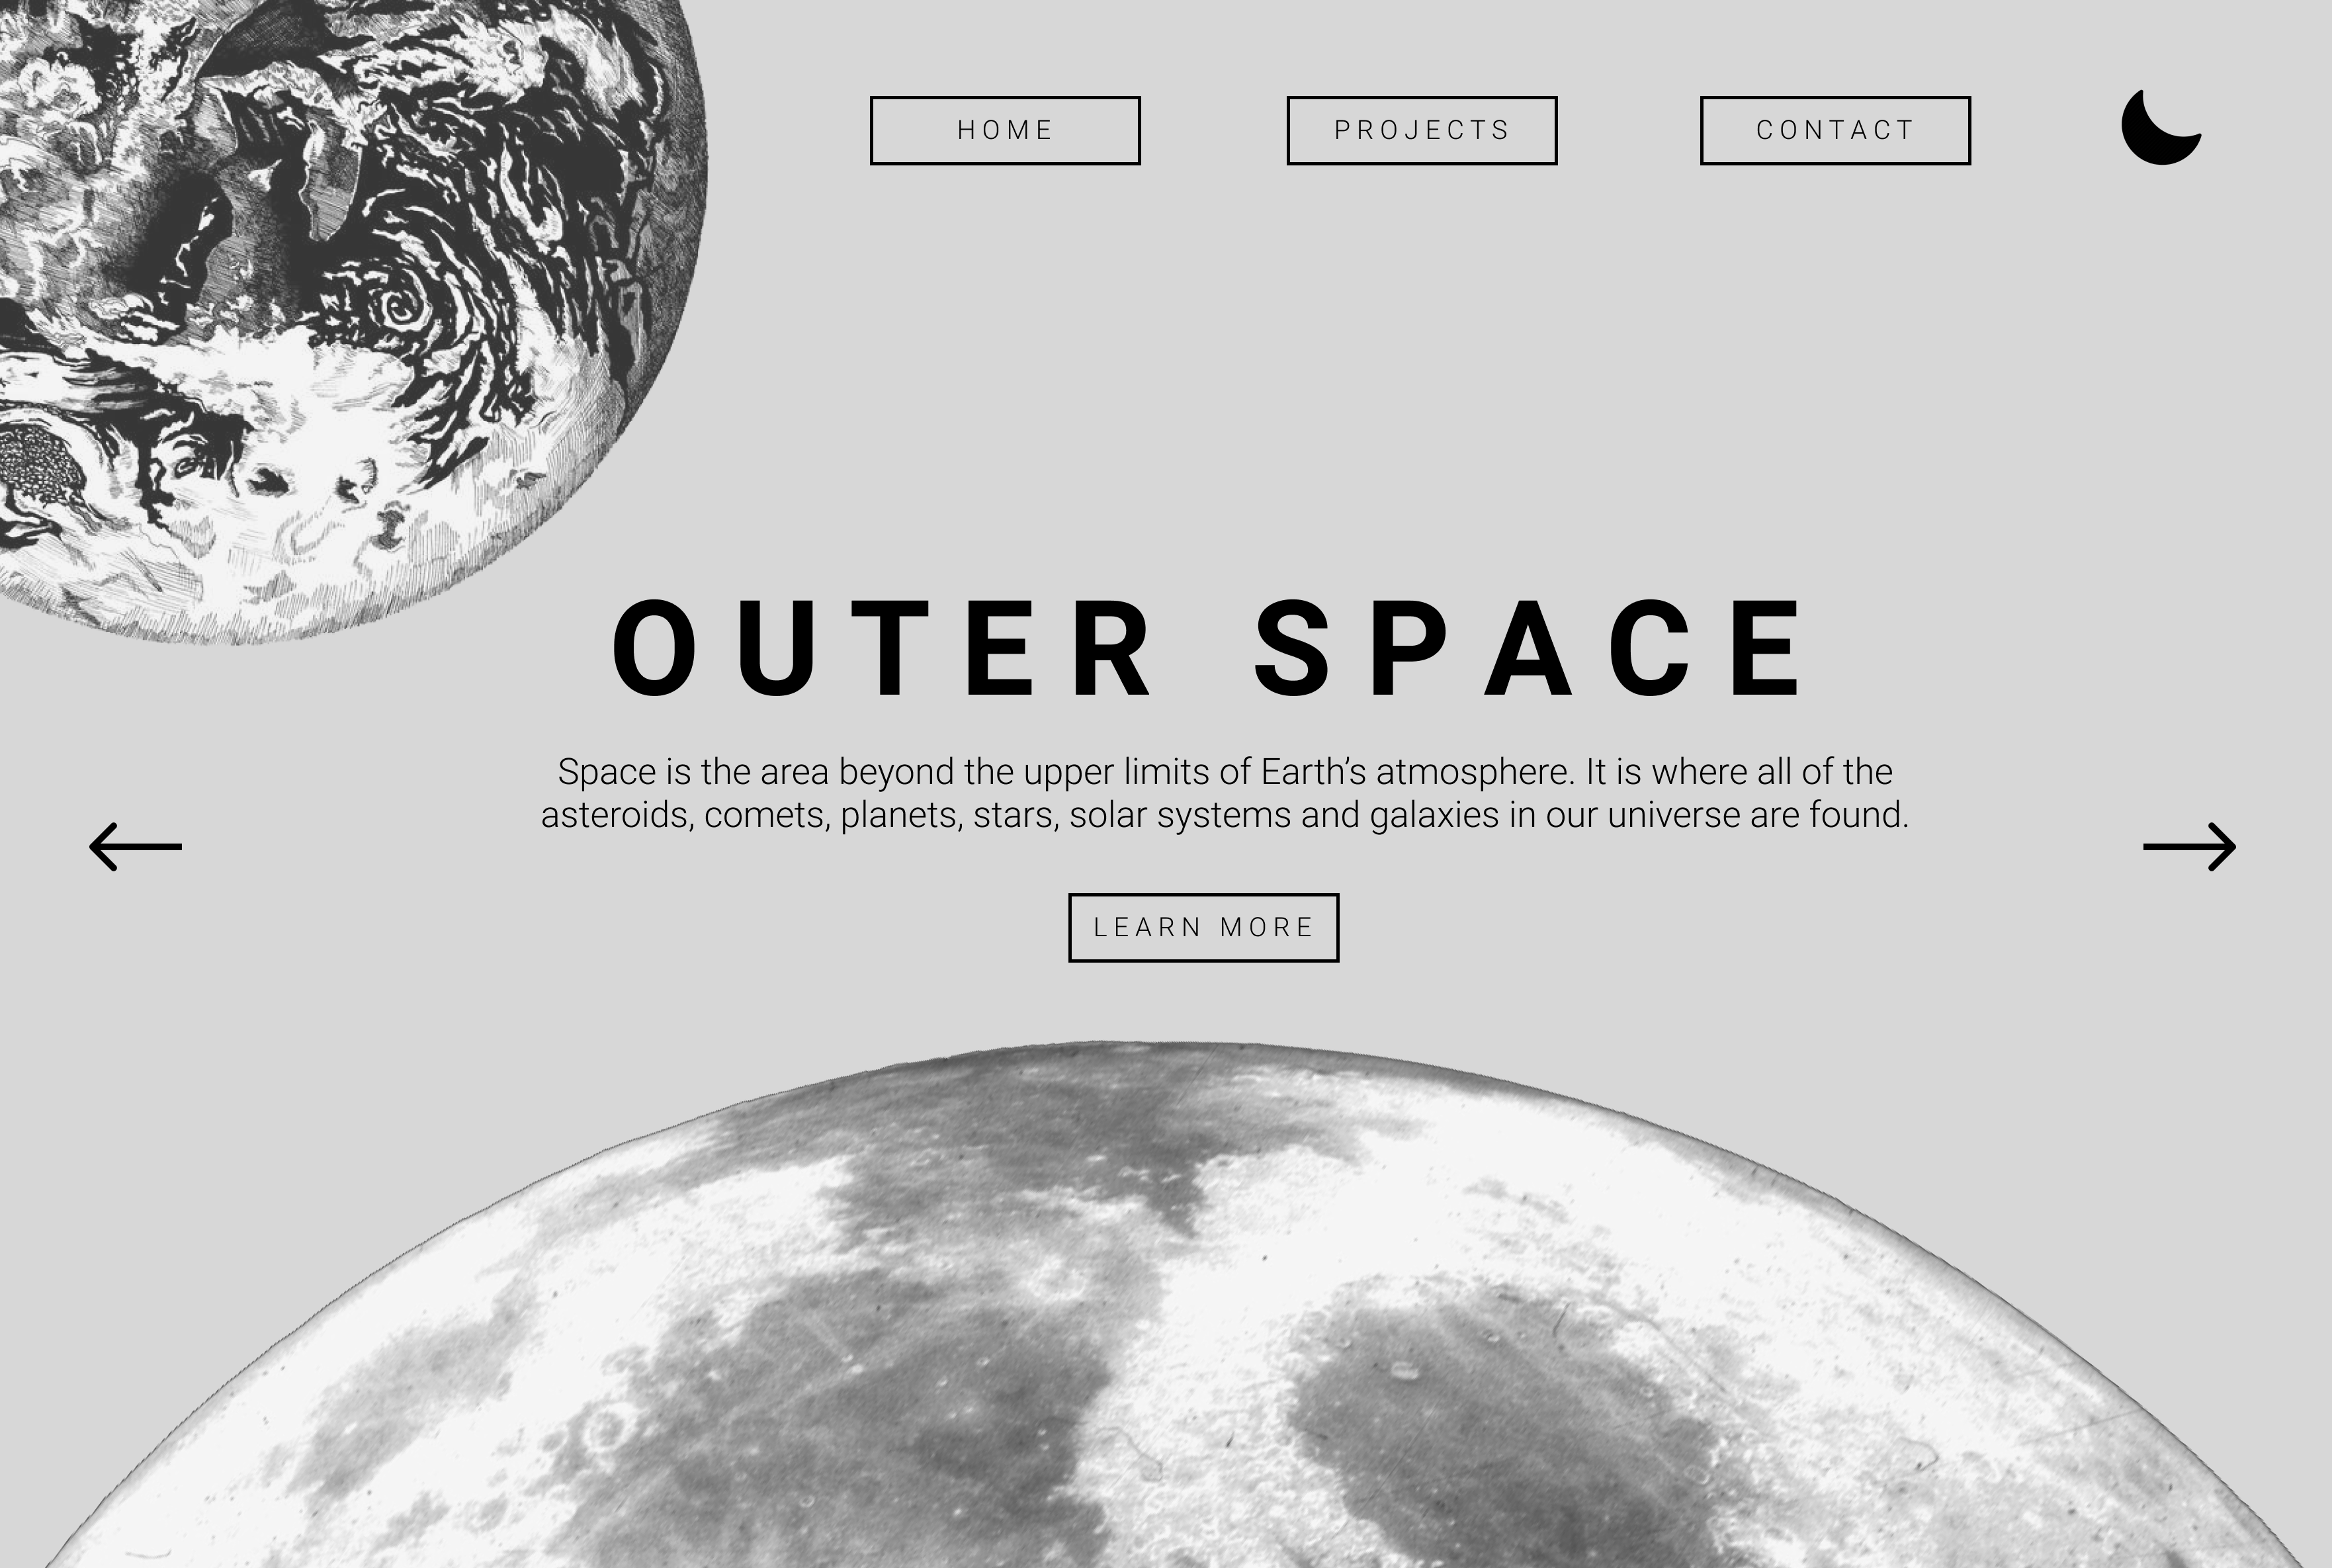 HOME
PROJECTS
CONTACT
OUTER SPACE
Space is the area beyond the upper limits of Earth’s atmosphere. It is where all of the
asteroids, comets, planets, stars, solar systems and galaxies in our universe are found.
LEARN MORE